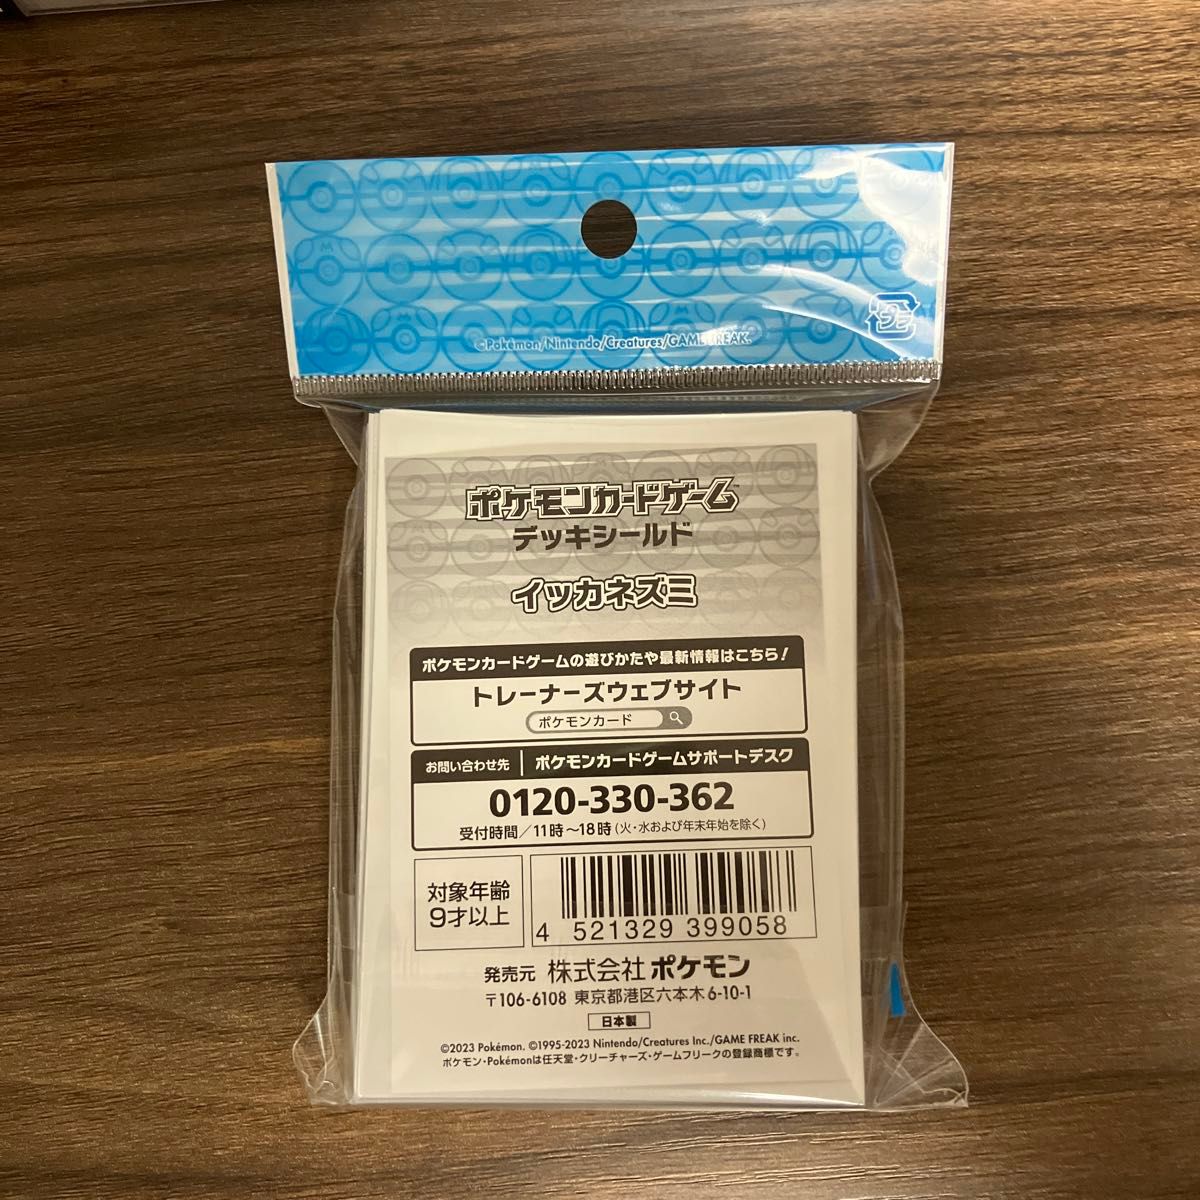 ©Pokémon/Nintendo/Creatures/GAME FREAK.
プラ
ポケモンカードゲーム™
デッキシールド
イッカネズミ
ポケモンカードゲームの遊びかたや最新情報はこちら!
トレーナーズウェブサイト
ポケモンカード
お問い合わせ先 | ポケモンカードゲームサポートデスク
0120-330-362
受付時間/11時~18時(火・水および年末年始を除く)
対象年齢
9才以上
4 521329 399058
発売元 株式会社 ポケモン
〒106-6108 東京都港区六本木6-10-1
日本製
©2023 Pokémon. ©1995-2023 Nintendo/Creatures Inc./GAME FREAK inc.
ポケモン・Pokémonは任天堂・クリーチャーズ・ゲームフリークの登録商標です。